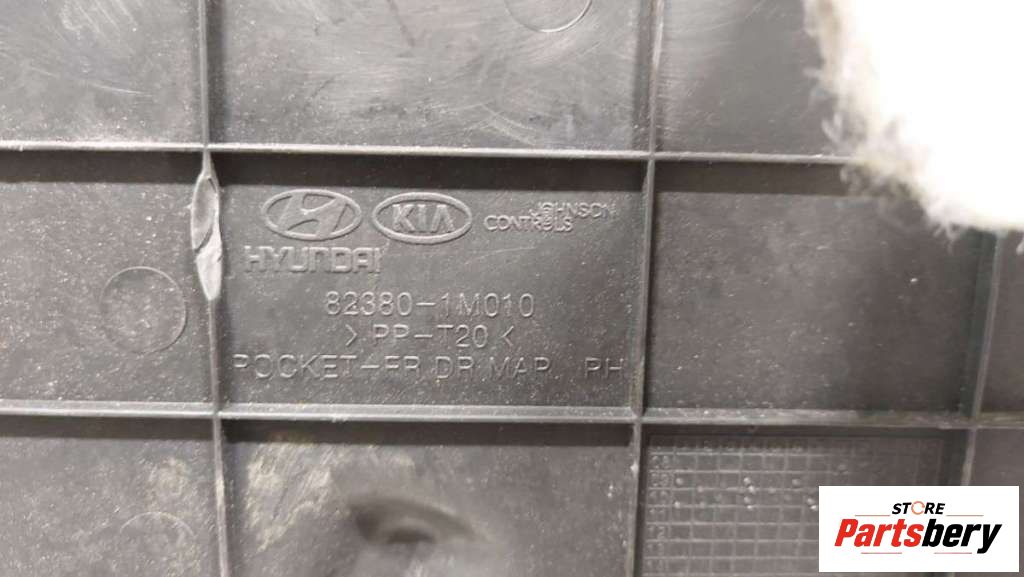 KIA
JOHNSON
CONTROLS
HYUNDAI
82380-1M010
>PP-T20<
POCKET-FR DR MAP, RH
STORE
Partsbery